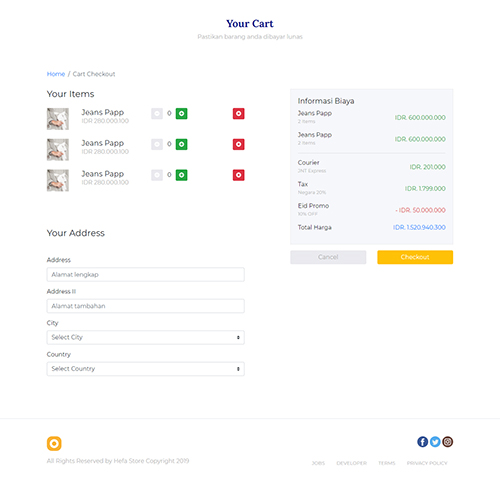 Your Cart
Pastikan barang anda dibayar lunas
Home / Cart Checkout
Your Items
Jeans Papp
IDR 280.000.100
0
Jeans Papp
IDR 280.000.100
0
Jeans Papp
IDR 280.000.100
0
Informasi Biaya
Jeans Papp IDR. 600.000.000
2 Items
Jeans Papp IDR. 600.000.000
3 Items
Courier IDR. 201.000
JNT Express
Tax IDR. 1.799.000
Negara 20%
Eid Promo - IDR. 50.000.000
10% OFF
Total Harga IDR. 1.520.940.300
Cancel Checkout
Your Address
Address
Alamat lengkap
Address II
Alamat tambahan
City
Select City
Country
Select Country
All Rights Reserved by Hefa Store Copyright 2019
JOBS DEVELOPER TERMS PRIVACY POLICY